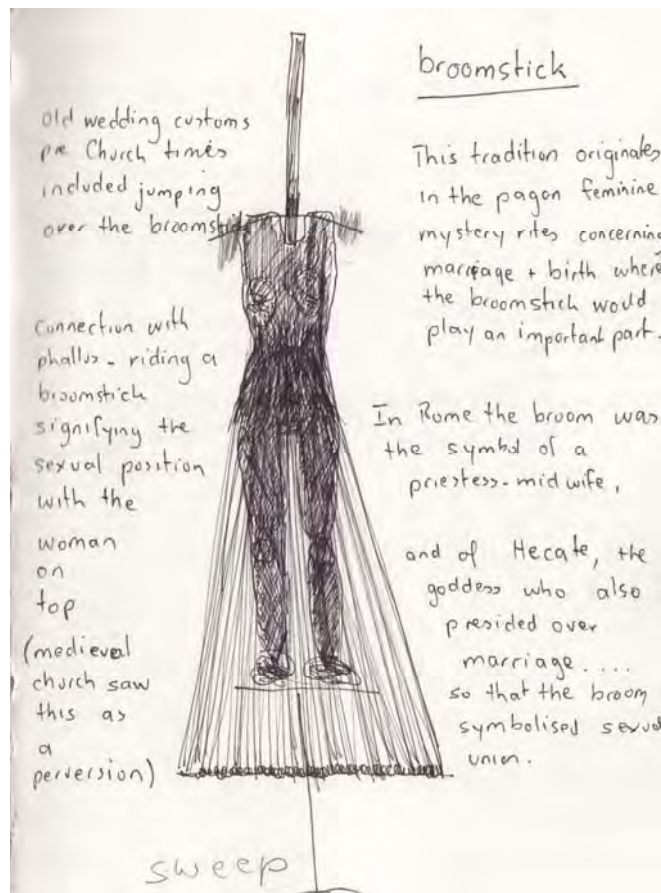 broomstick
Old wedding customs
pre Church times
included jumping
over the broomstick
This tradition originates
in the pagan feminine
mystery rites concerning
marriage + birth where
the broomstick would
play an important part.
Connection with
phallus - riding a
broomstick
signifying the
sexual position
with the
woman
on
top
(medieval
church saw
this as
a
perversion)
In Rome the broom was
the symbol of a
priestess-midwife,
and of Hecate, the
goddess who also
presided over
marriage....
so that the broom
symbolised sexual
union.
sweep